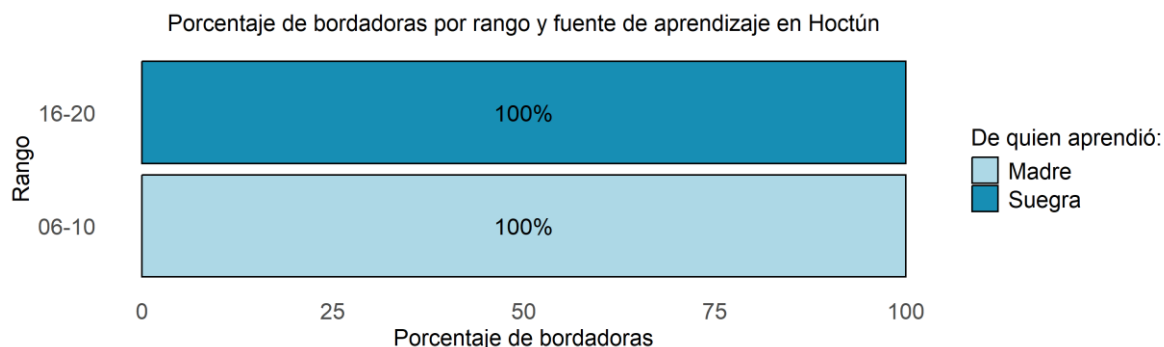 Porcentaje de bordadoras por rango y fuente de aprendizaje en Hoctún
Rango
16-20
100%
06-10
100%
0 25 50 75 100
Porcentaje de bordadoras
De quien aprendió:
Madre
Suegra